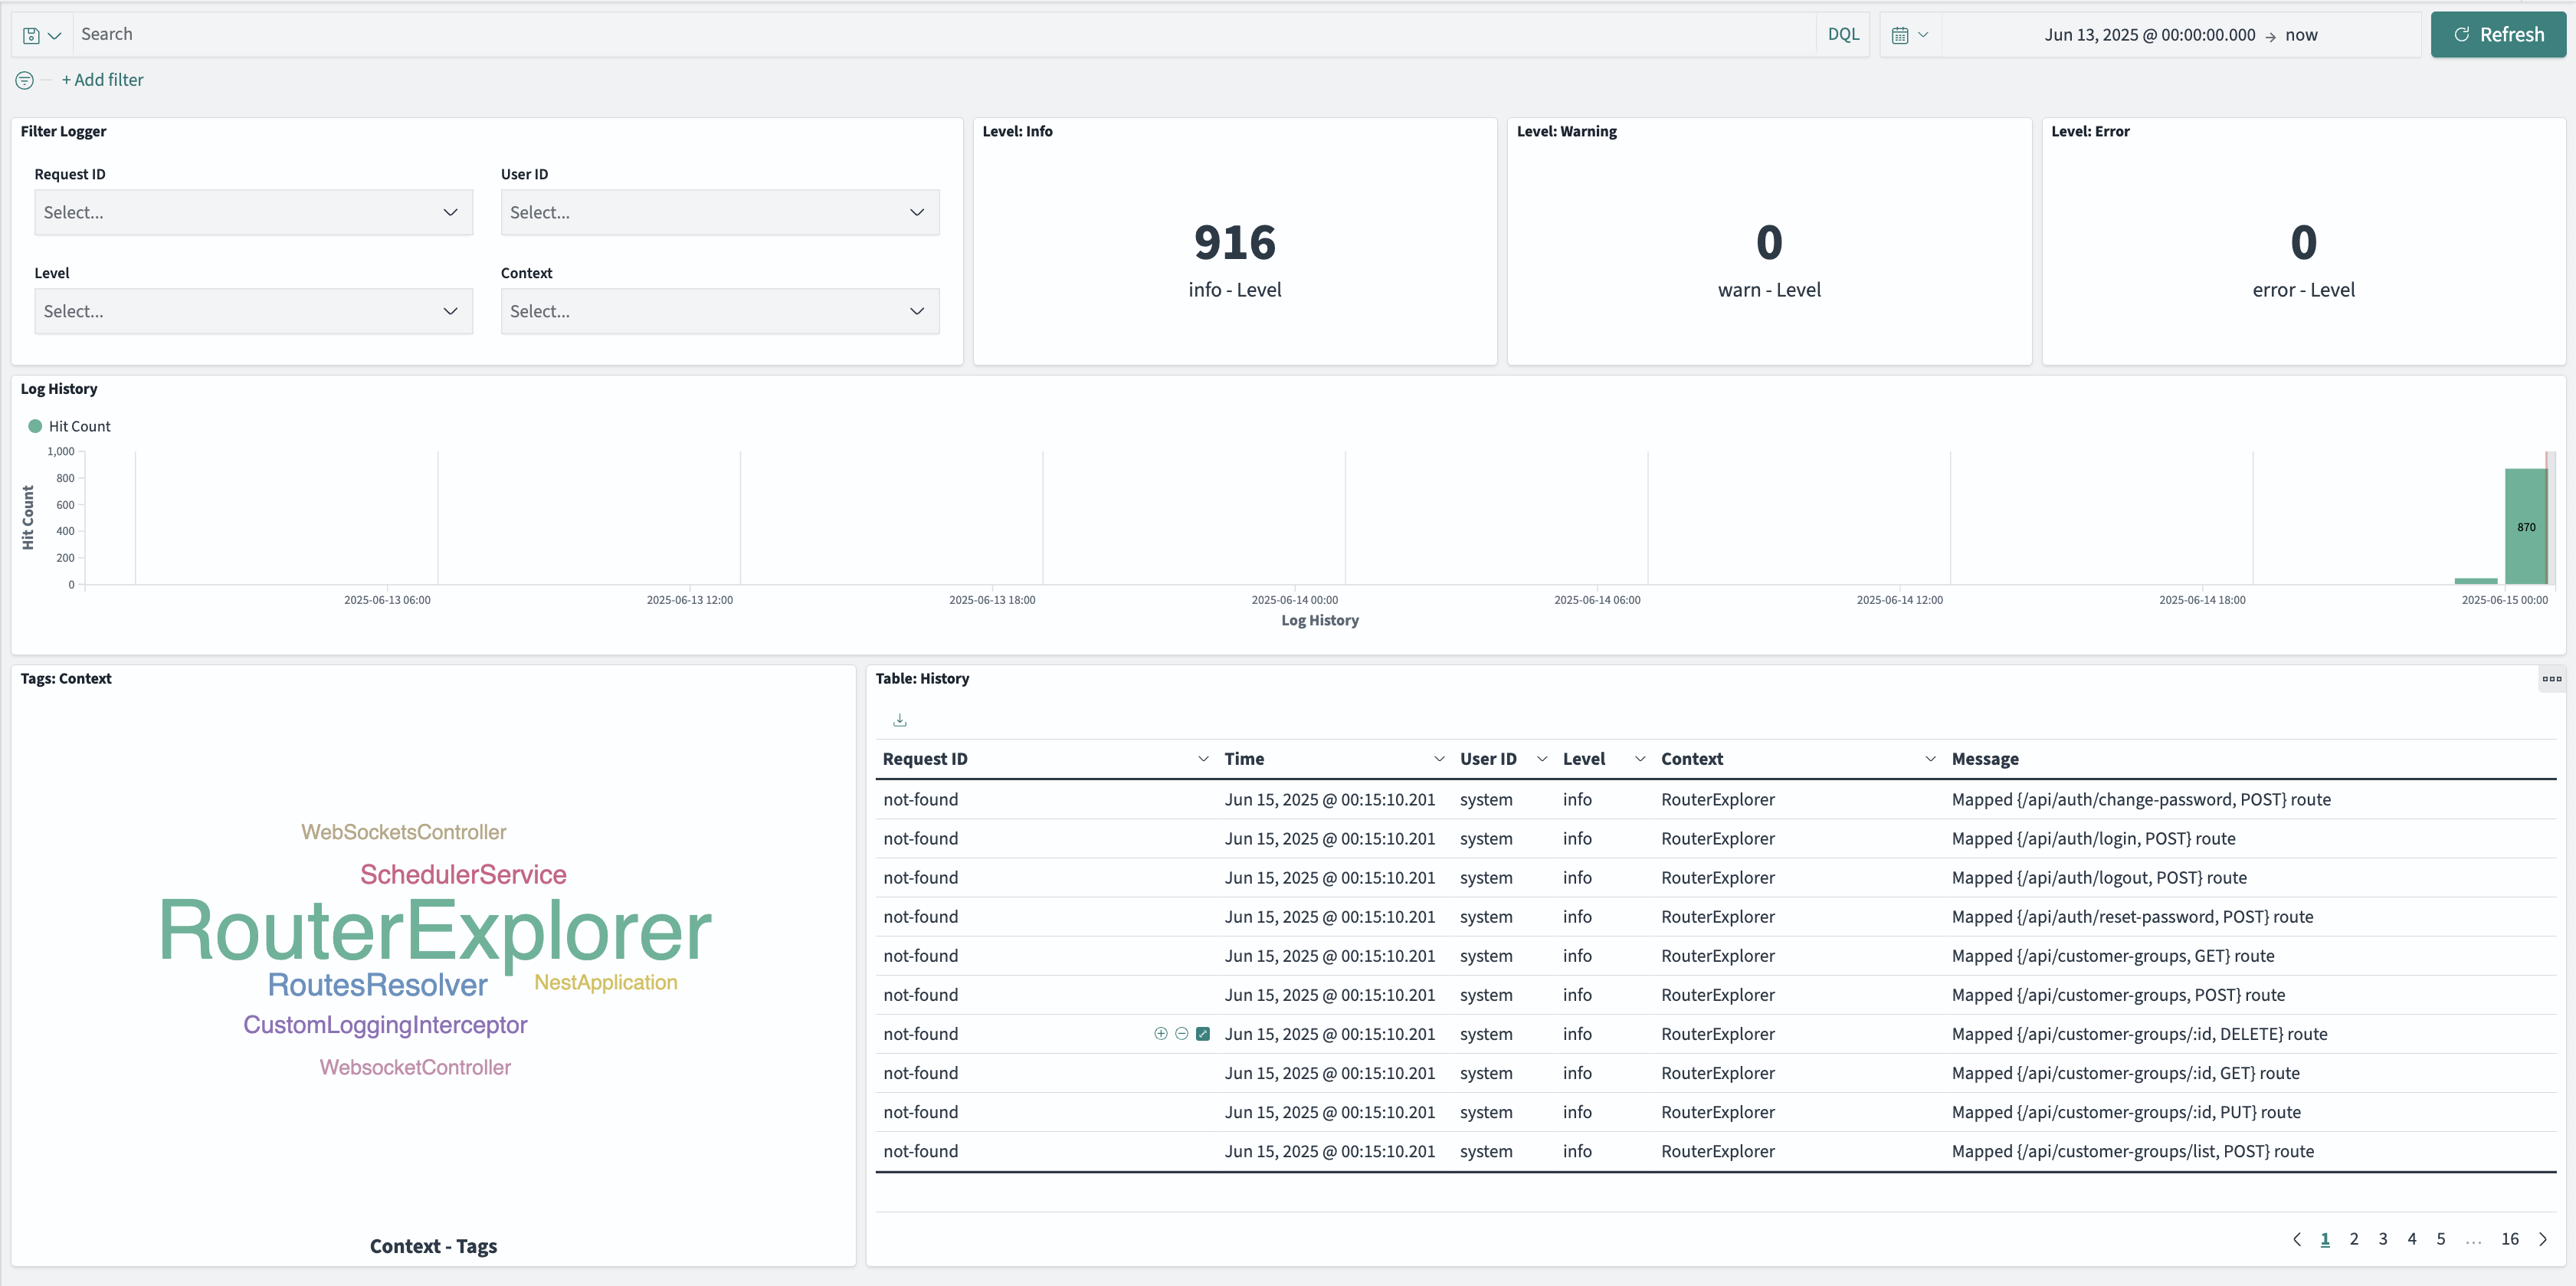 Search
DQL
Jun 13, 2025 @ 00:00:00.000 → now
Refresh
+ Add filter
Filter Logger
Request ID
User ID
Select...
Select...
Level
Context
Select...
Select...
Level: Info
916
info - Level
Level: Warning
0
warn - Level
Level: Error
0
error - Level
Log History
Hit Count
Hit Count
1,000
800
600
400
200
0
870
2025-06-13 06:00
2025-06-13 12:00
2025-06-13 18:00
2025-06-14 00:00
2025-06-14 06:00
2025-06-14 12:00
2025-06-14 18:00
2025-06-15 00:00
Log History
Tags: Context
WebSocketsController
SchedulerService
RouterExplorer
RoutesResolver
NestApplication
CustomLoggingInterceptor
WebsocketController
Context - Tags
Table: History
Request ID Time User ID Level Context Message
not-found Jun 15, 2025 @ 00:15:10.201 system info RouterExplorer Mapped {/api/auth/change-password, POST} route
not-found Jun 15, 2025 @ 00:15:10.201 system info RouterExplorer Mapped {/api/auth/login, POST} route
not-found Jun 15, 2025 @ 00:15:10.201 system info RouterExplorer Mapped {/api/auth/logout, POST} route
not-found Jun 15, 2025 @ 00:15:10.201 system info RouterExplorer Mapped {/api/auth/reset-password, POST} route
not-found Jun 15, 2025 @ 00:15:10.201 system info RouterExplorer Mapped {/api/customer-groups, GET} route
not-found Jun 15, 2025 @ 00:15:10.201 system info RouterExplorer Mapped {/api/customer-groups, POST} route
not-found Jun 15, 2025 @ 00:15:10.201 system info RouterExplorer Mapped {/api/customer-groups/:id, DELETE} route
not-found Jun 15, 2025 @ 00:15:10.201 system info RouterExplorer Mapped {/api/customer-groups/:id, GET} route
not-found Jun 15, 2025 @ 00:15:10.201 system info RouterExplorer Mapped {/api/customer-groups/:id, PUT} route
not-found Jun 15, 2025 @ 00:15:10.201 system info RouterExplorer Mapped {/api/customer-groups/list, POST} route
1 2 3 4 5 ... 16